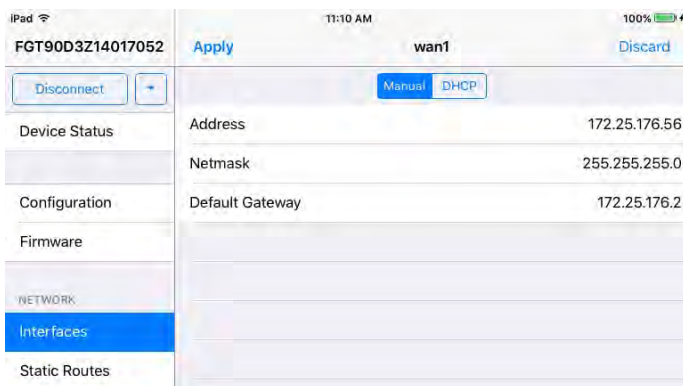 iPad 11:10 AM 100%
FGT90D3Z14017052 Apply wan1 Discard
Disconnect
Manual DHCP
Device Status
Address 172.25.176.56
Netmask 255.255.255.0
Configuration
Default Gateway 172.25.176.2
Firmware
NETWORK
Interfaces
Static Routes